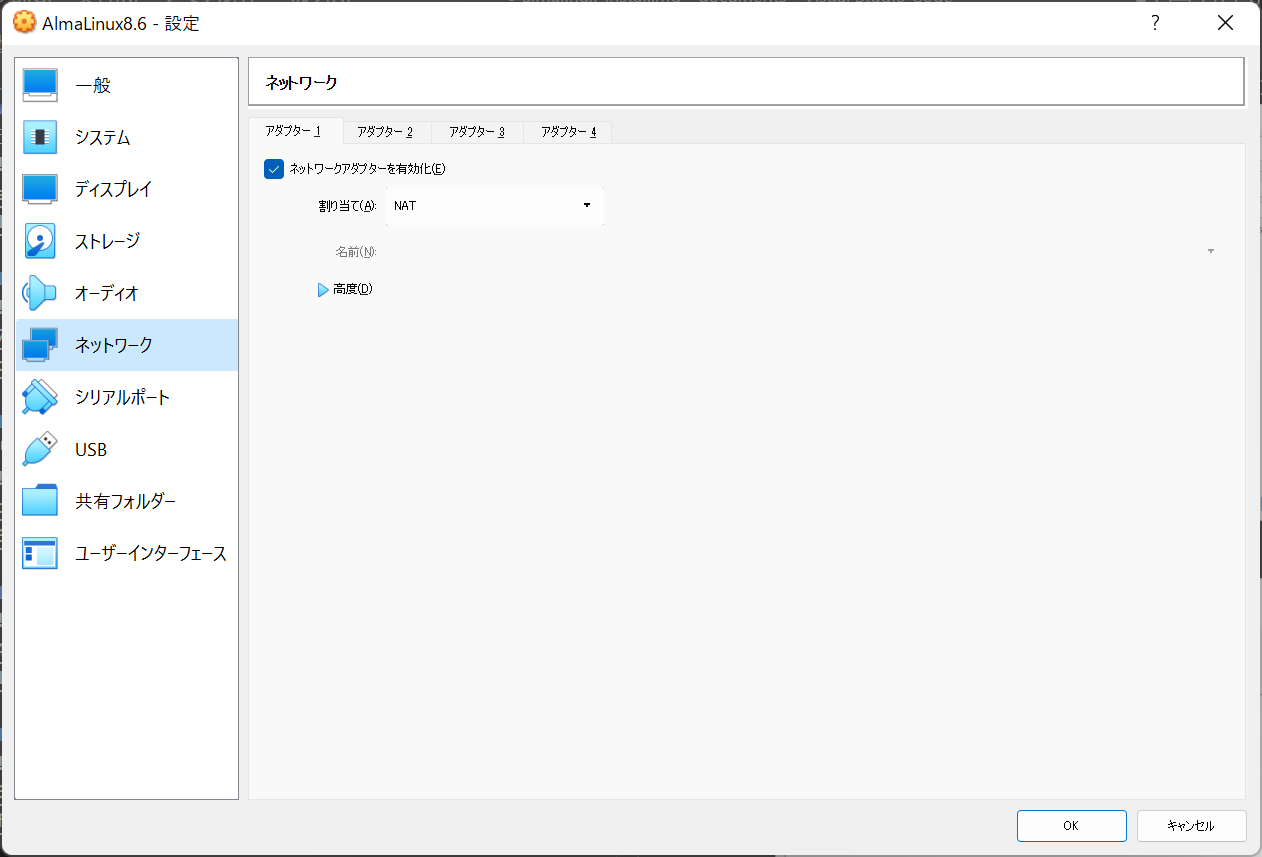 AlmaLinux8.6 - 設定
?
一般
システム
ディスプレイ
ストレージ
オーディオ
ネットワーク
シリアルポート
USB
共有フォルダー
ユーザーインターフェース
ネットワーク
アダプター 1
アダプター 2
アダプター 3
アダプター 4
ネットワークアダプターを有効化(E)
割り当て(A): NAT
名前(N):
高度(D)
OK
キャンセル